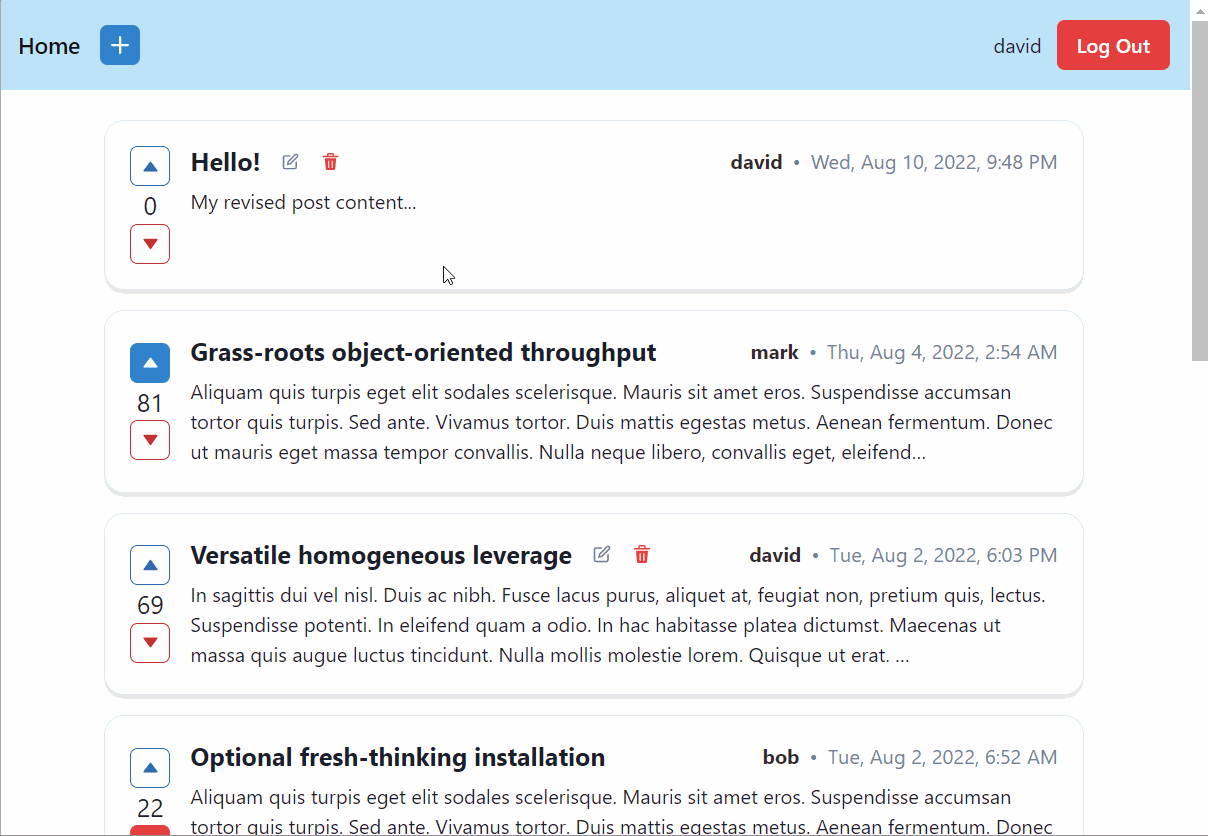 Home + david Log Out
Hello! david • Wed, Aug 10, 2022, 9:48 PM
My revised post content...
0
Grass-roots object-oriented throughput mark • Thu, Aug 4, 2022, 2:54 AM
81
Aliquam quis turpis eget elit sodales scelerisque. Mauris sit amet eros. Suspendisse accumsan
tortor quis turpis. Sed ante. Vivamus tortor. Duis mattis egestas metus. Aenean fermentum. Donec
ut mauris eget massa tempor convallis. Nulla neque libero, convallis eget, eleifend...
Versatile homogeneous leverage david • Tue, Aug 2, 2022, 6:03 PM
69
In sagittis dui vel nisl. Duis ac nibh. Fusce lacus purus, aliquet at, feugiat non, pretium quis, lectus.
Suspendisse potenti. In eleifend quam a odio. In hac habitasse platea dictumst. Maecenas ut
massa quis augue luctus tincidunt. Nulla mollis molestie lorem. Quisque ut erat. ...
Optional fresh-thinking installation bob • Tue, Aug 2, 2022, 6:52 AM
22
Aliquam quis turpis eget elit sodales scelerisque. Mauris sit amet eros. Suspendisse accumsan
tortor quis turpis. Sed ante. Vivamus tortor. Duis mattis egestas metus. Aenean fermentum. Donec